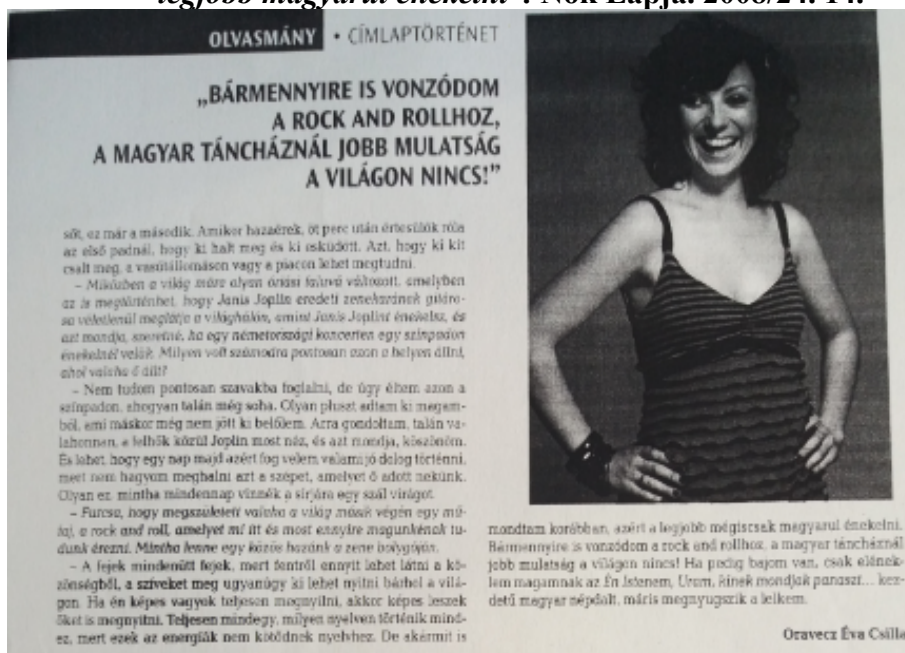 legjobb magyarul énekelni”. Nők Lapja. 2008/24. 14.
OLVASMÁNY • CÍMLAPTÖRTÉNET
„BÁRMENNYIRE IS VONZÓDOM
A ROCK AND ROLLHOZ,
A MAGYAR TÁNCHÁZNÁL JOBB MULATSÁG
A VILÁGON NINCS!”
sőt, ez már a második. Amikor hazaérek, öt perc után értesülök róla
az első padnál, hogy ki halt meg és ki esküdött. Azt, hogy ki kit
csalt meg, a vasútállomáson vagy a piacon lehet megtudni.
– Miközben a világ mára olyan óriási faluvá változott, amelyben
az is megtörténhet, hogy Janis Joplin eredeti zenekarának gitáro-
sa véletlenül meglátja a világhálón, amint Janis Joplint énekelsz, és
azt mondja, szeretné, ha egy németországi koncerten egy színpadon
énekelnél velük. Milyen volt számodra pontosan azon a helyen állni,
ahol valaha ő állt?
– Nem tudom pontosan szavakba foglalni, de úgy éltem azon a
színpadon, ahogyan talán még soha. Olyan pluszt adtam ki magam-
ból, ami máskor még nem jött ki belőlem. Arra gondoltam, talán va-
lahonnan, a felhők közül Joplin most néz, és azt mondja, köszönöm.
És lehet, hogy egy nap majd azért fog velem valami jó dolog történni,
mert nem hagyom meghalni azt a szépet, amelyet ő adott nekünk.
Olyan ez, mintha mindennap vinnék a sírjára egy szál virágot.
– Furcsa, hogy megszületett valaha a világ másik végén egy mű-
faj, a rock and roll, amelyet mi itt és most ennyire magunkénak tu-
dunk érezni. Mintha lenne egy közös hazánk a zene bolygóján.
– A fejek mindenütt fejek, mert fentről ennyit lehet látni a kö-
zönségből, a szíveket meg ugyanúgy ki lehet nyitni bárhol a vilá-
gon. Ha én képes vagyok teljesen megnyílni, akkor képes leszek
őket is megnyitni. Teljesen mindegy, milyen nyelven történik mind-
ez, mert ezek az energiák nem kötődnek nyelvhez. De akármit is
mondtam korábban, azért a legjobb mégiscsak magyarul énekelni.
Bármennyire is vonzódom a rock and rollhoz, a magyar táncháznál
jobb mulatság a világon nincs! Ha pedig bajom van, csak elének-
lem magamnak az Én Istenem, Uram, kinek mondjak panaszt... kez-
detű magyar népdalt, máris megnyugszik a lelkem.
Oravecz Éva Csilla